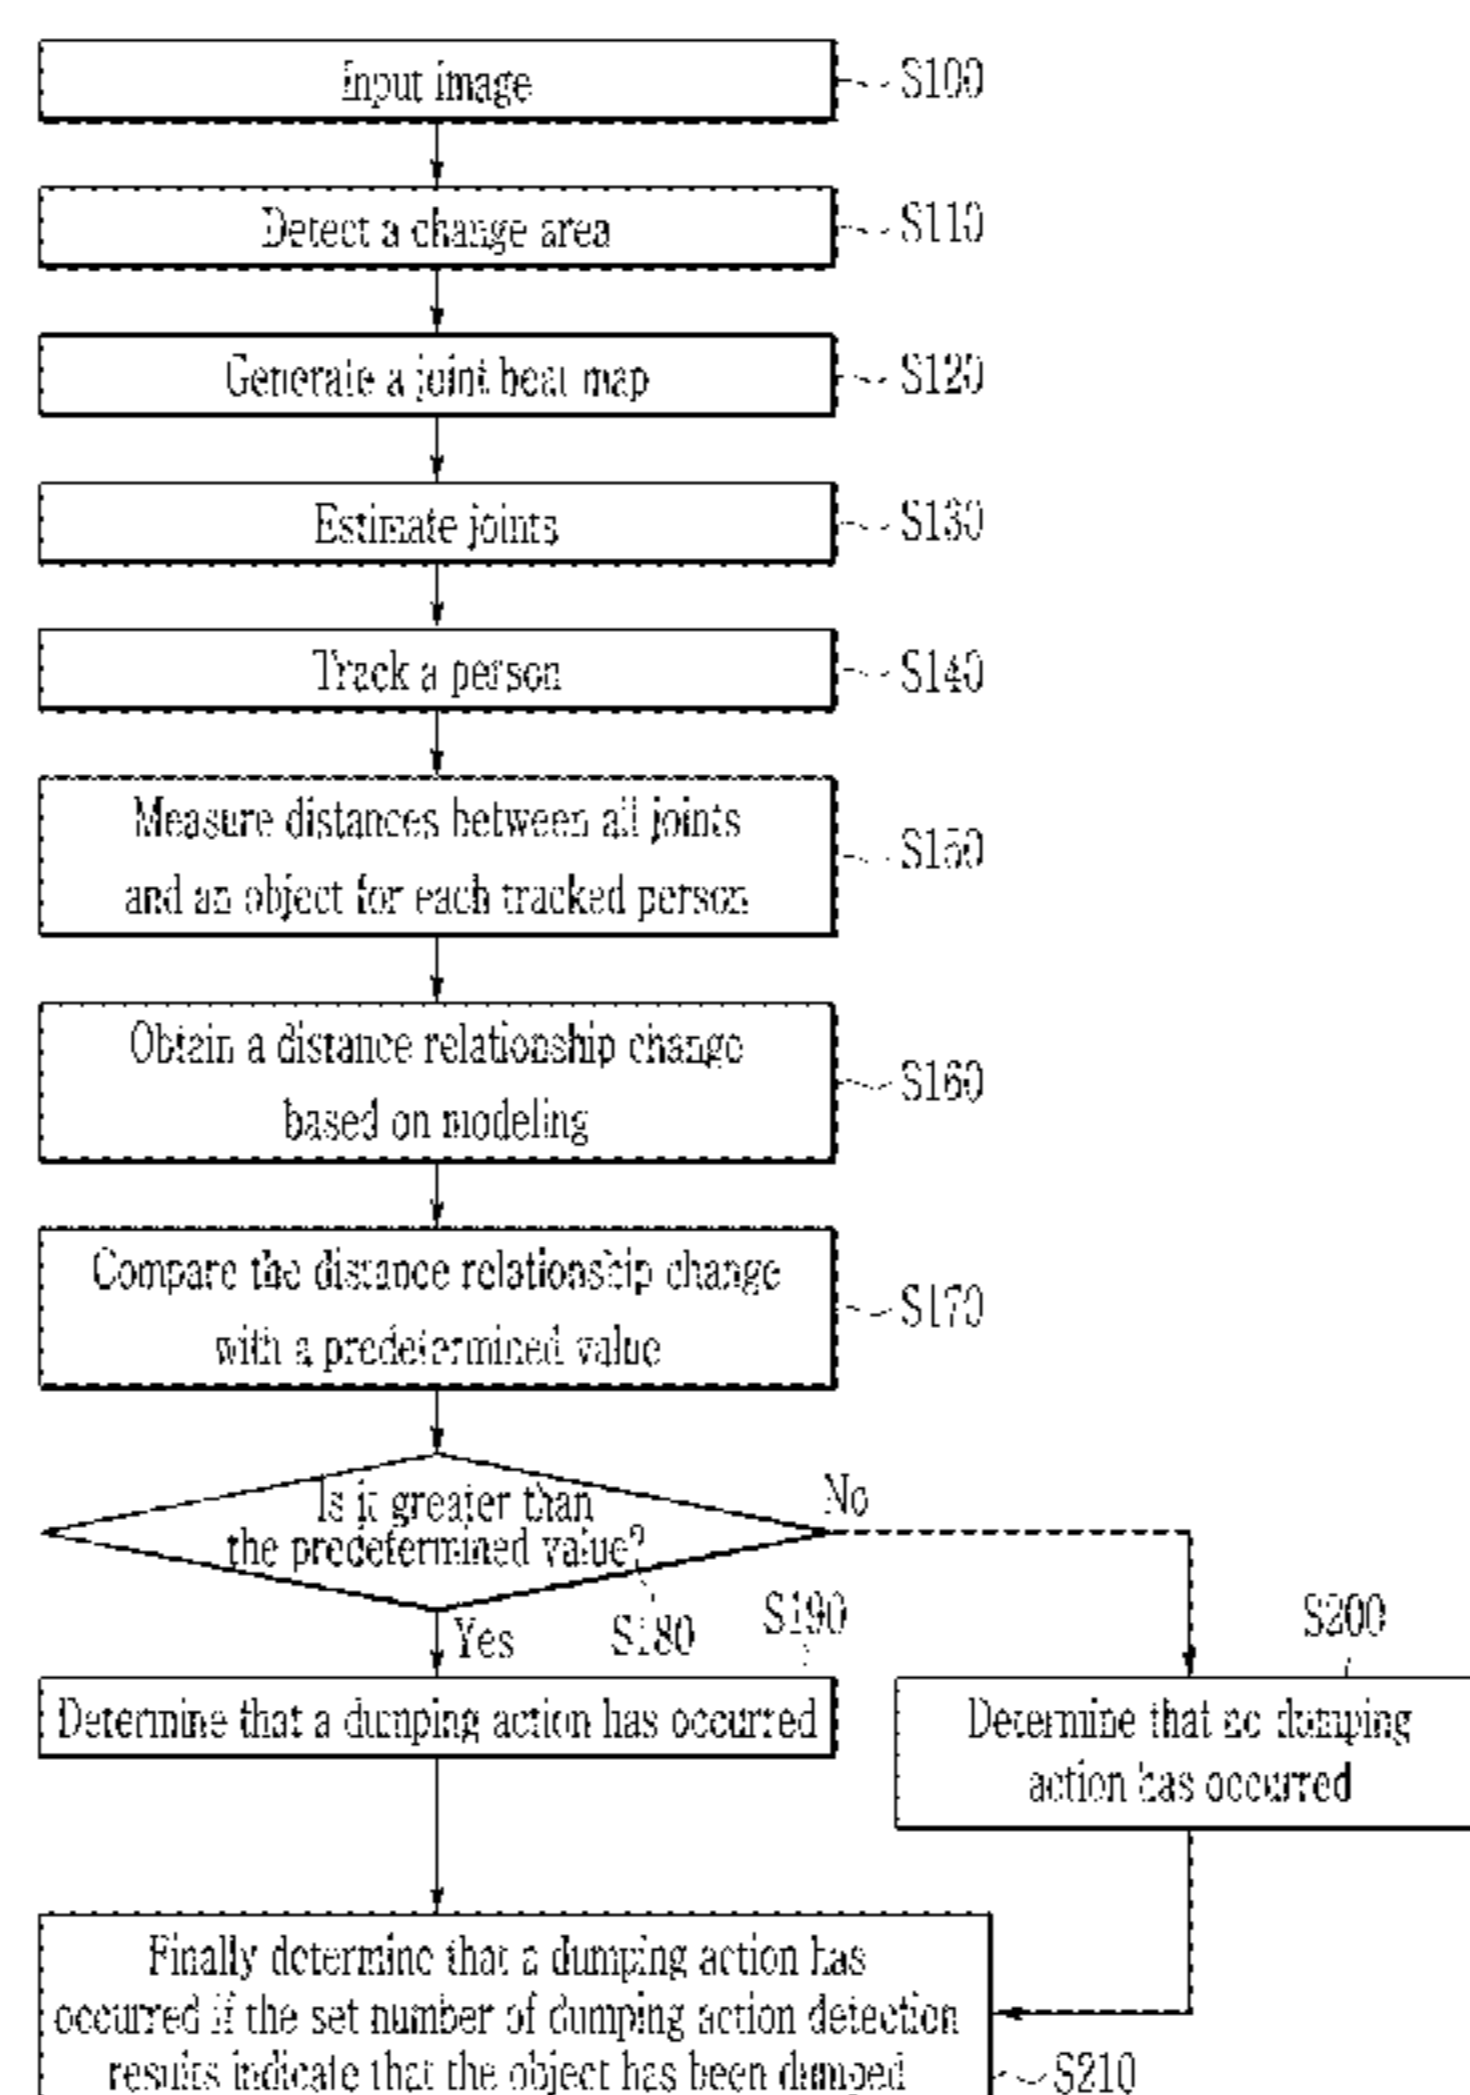 Input image
S100
Detect a change area
S110
Generate a joint heat map
S120
Estimate joints
S130
Track a person
S140
Measure distances between all joints
and an object for each tracked person
S150
Obtain a distance relationship change
based on modeling
S160
Compare the distance relationship change
with a predetermined value
S170
Is it greater than
the predetermined value?
No
Yes
S180
S190
S200
Determine that a dumping action has occurred
Determine that no dumping
action has occurred
Finally determine that a dumping action has
occurred if the set number of dumping action detection
results indicate that the object has been dumped
S210